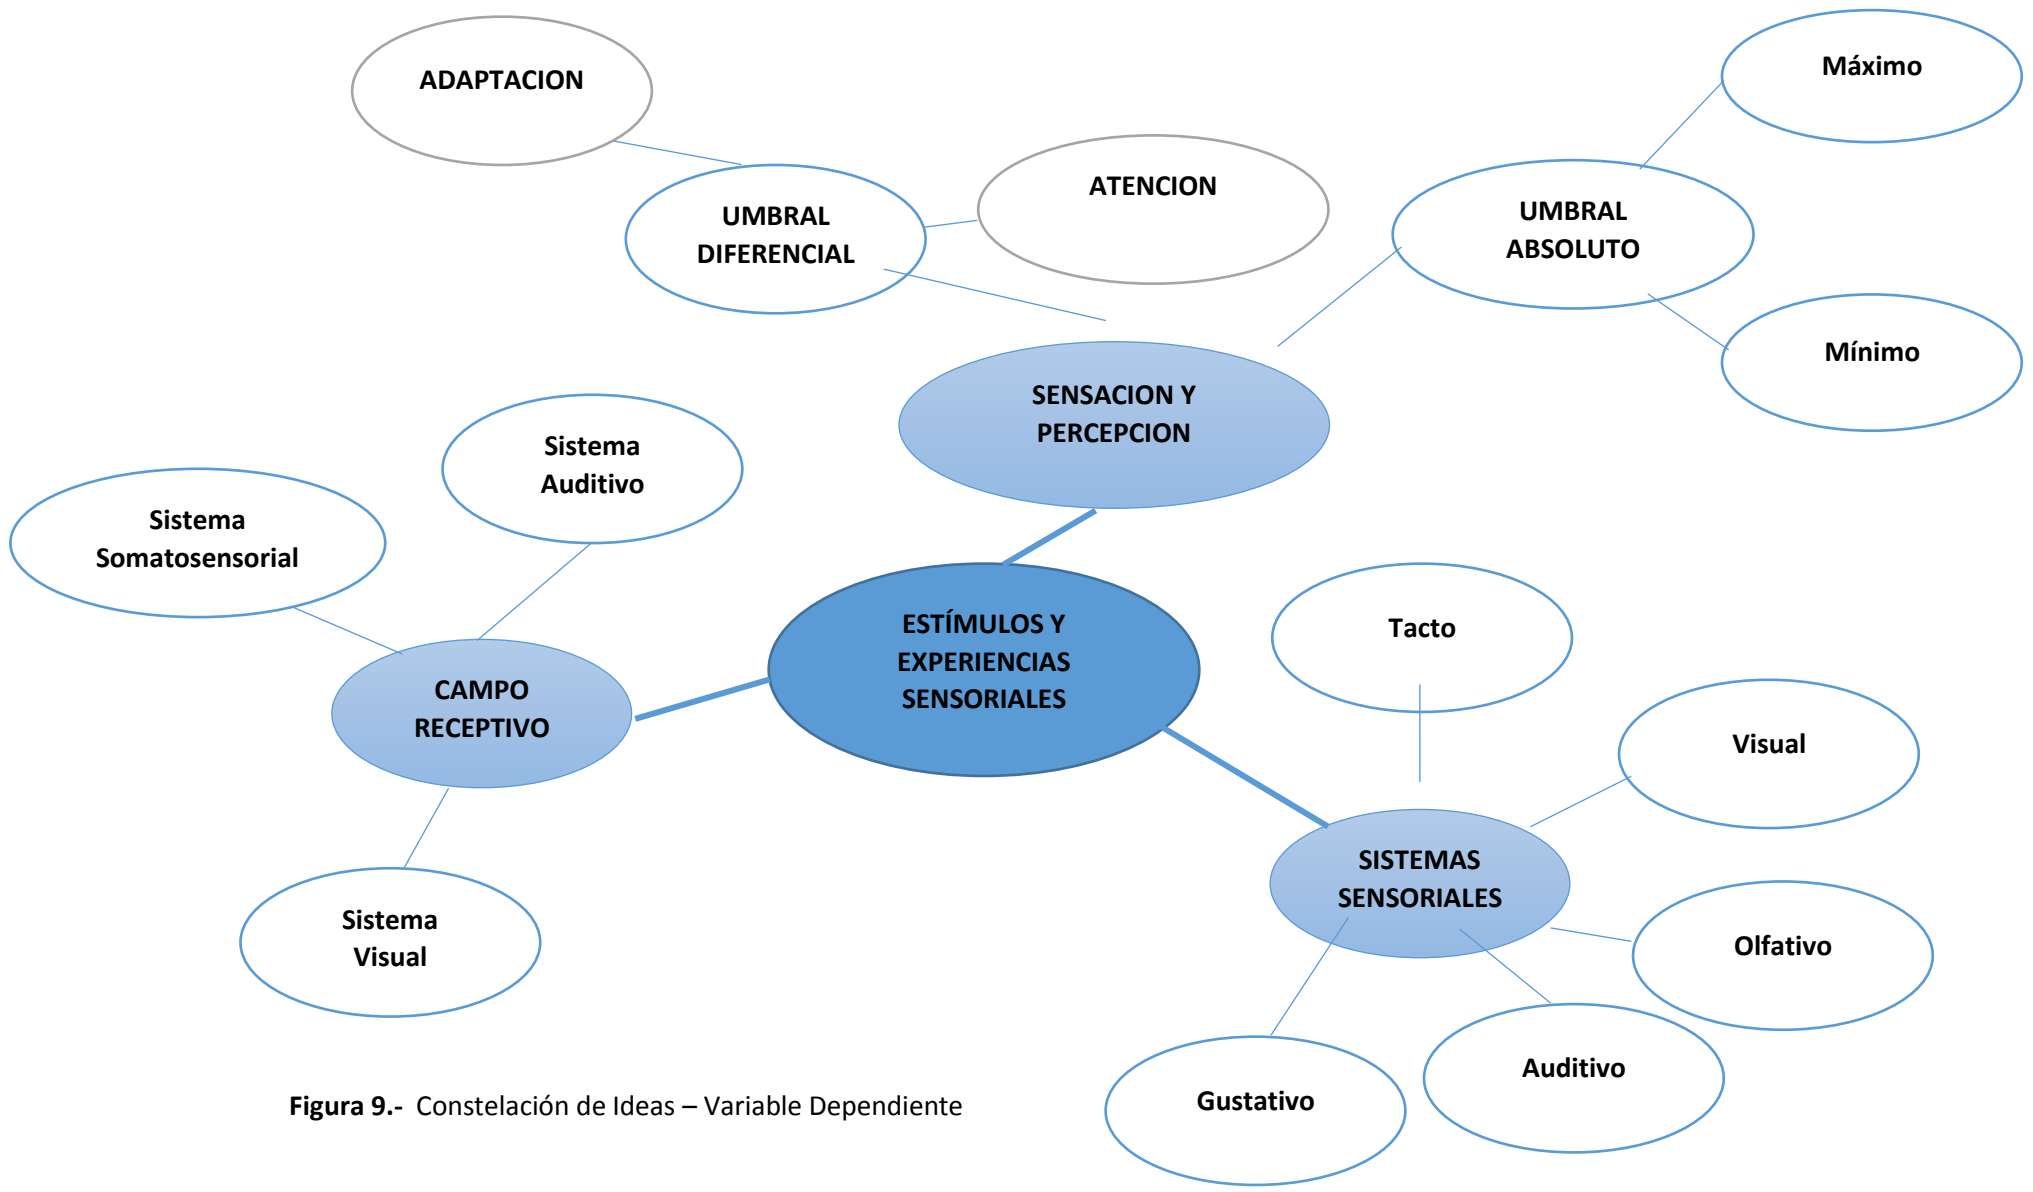 ADAPTACION
Máximo
ATENCION
UMBRAL
DIFERENCIAL
UMBRAL
ABSOLUTO
Mínimo
SENSACION Y
PERCEPCION
Sistema
Auditivo
Sistema
Somatosensorial
ESTÍMULOS Y
EXPERIENCIAS
SENSORIALES
Tacto
CAMPO
RECEPTIVO
Visual
SISTEMAS
SENSORIALES
Sistema
Visual
Olfativo
Auditivo
Gustativo
Figura 9.- Constelación de Ideas – Variable Dependiente